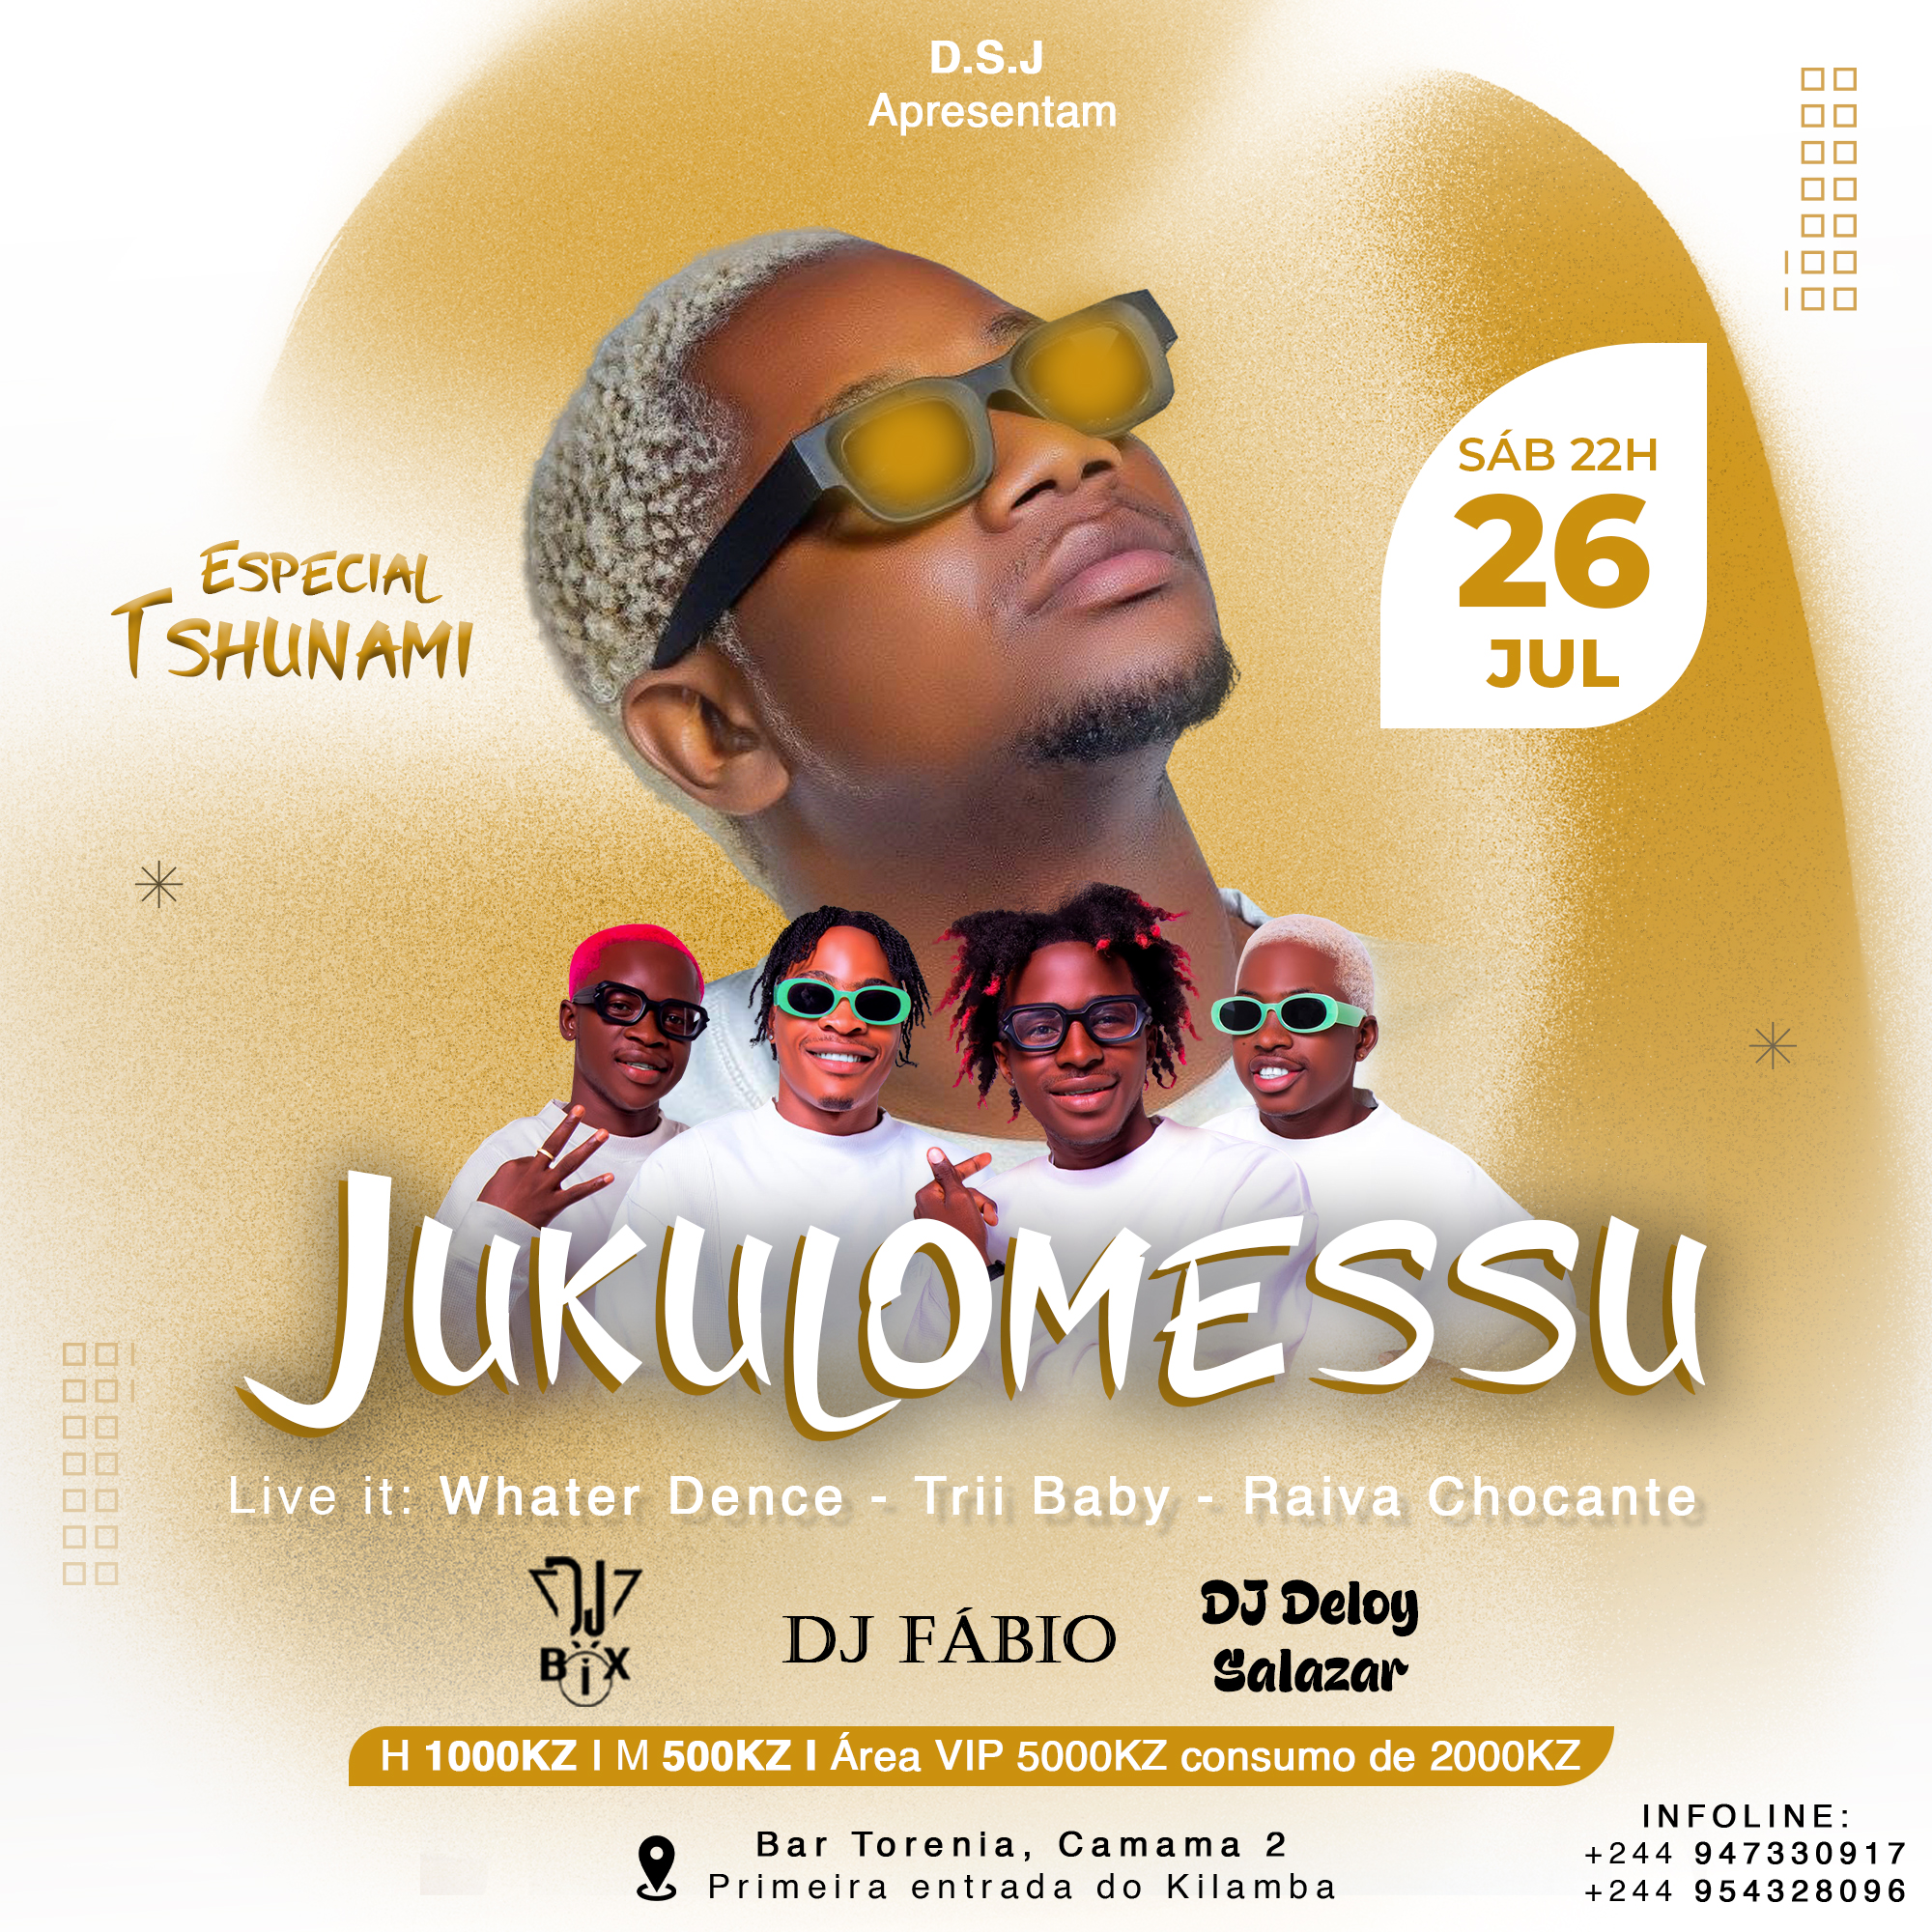 D.S.J
Apresentam
SÁB 22H
26
JUL
ESPECIAL
TSHUNAMI
JUKULOMESSU
Live it: Whater Dence - Trii Baby - Raiva Chocante
DJ
BiX
DJ FÁBIO
DJ Deloy
Salazar
H 1000KZ I M 500KZ I Área VIP 5000KZ consumo de 2000KZ
Bar Torenia, Camama 2
Primeira entrada do Kilamba
INFOLINE:
+244 947330917
+244 954328096